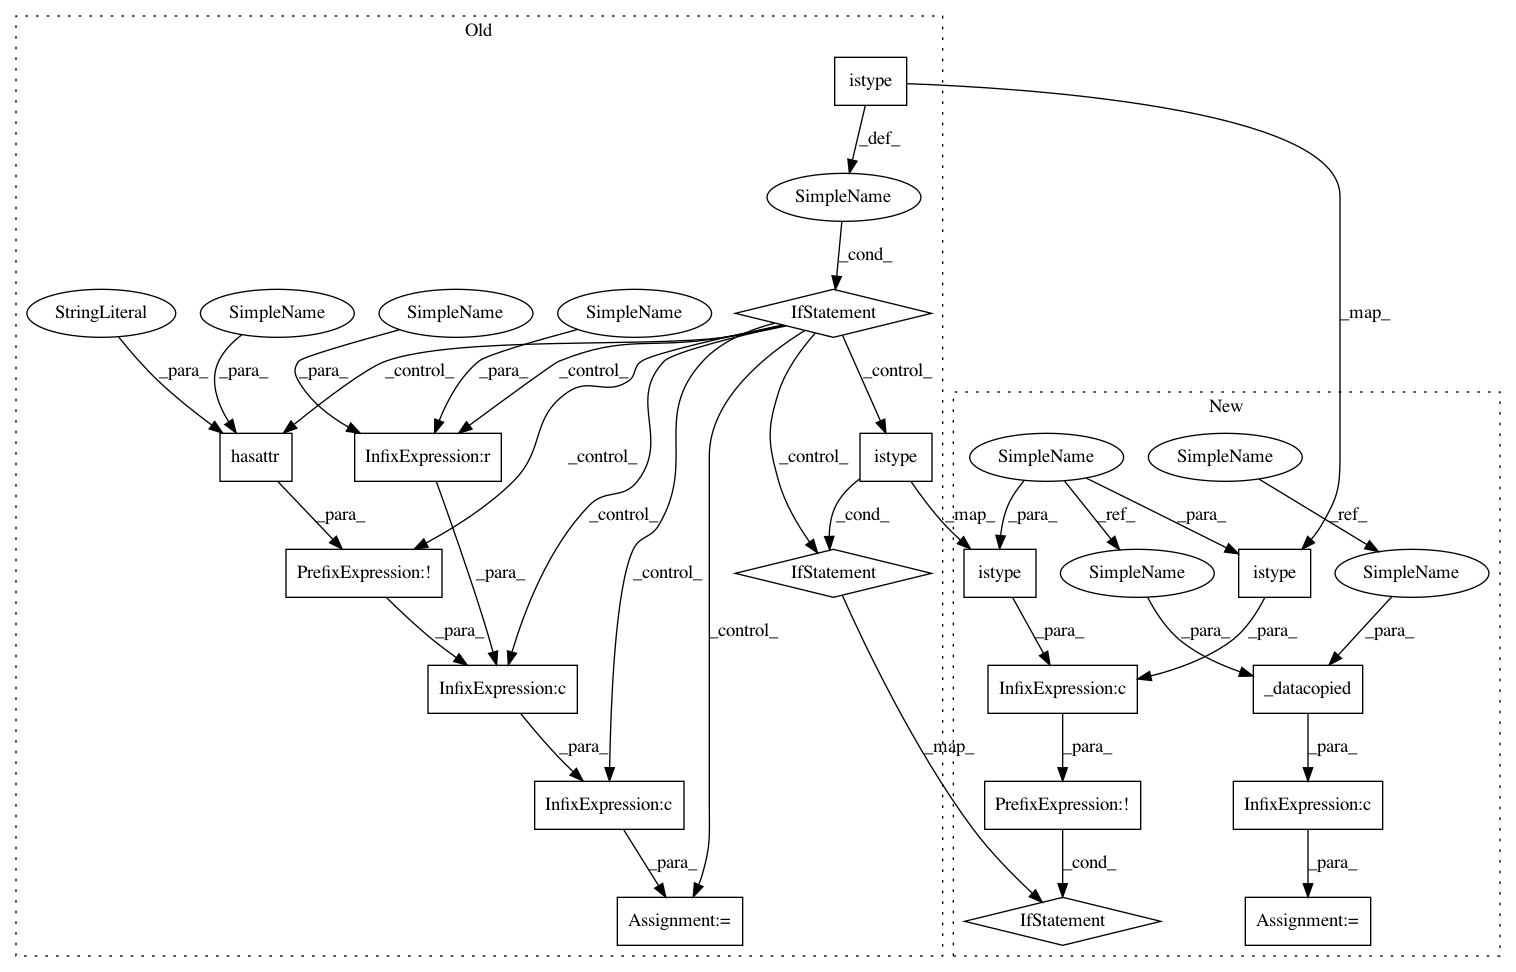 Old
istype
_def_
SimpleName
_cond_
StringLiteral
SimpleName
SimpleName
SimpleName
IfStatement
_map_
_para_
_para_
_control_
_para_
_para_
_control_
_control_
New
hasattr
InfixExpression:r
_control_
_control_
istype
SimpleName
SimpleName
_para_
_control_
_cond_
_map_
_para_
_ref_
_para_
_ref_
PrefixExpression:!
_para_
_control_
IfStatement
istype
SimpleName
istype
SimpleName
_para_
_control_
_para_
_para_
_para_
_para_
InfixExpression:c
InfixExpression:c
_datacopied
_para_
_map_
_para_
_para_
InfixExpression:c
PrefixExpression:!
InfixExpression:c
_para_
_cond_
_para_
Assignment:=
IfStatement
Assignment:=